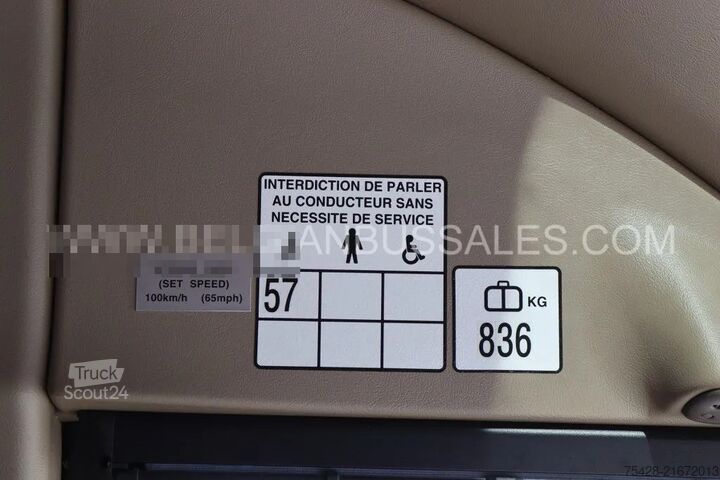 INTERDICTION DE PARLER
AU CONDUCTEUR SANS
NECESSITE DE SERVICE
ANBUSSALES.COM
(SET SPEED)
100km/h (65mph)
57
KG
836
Truck
Scout24
75428-21672013